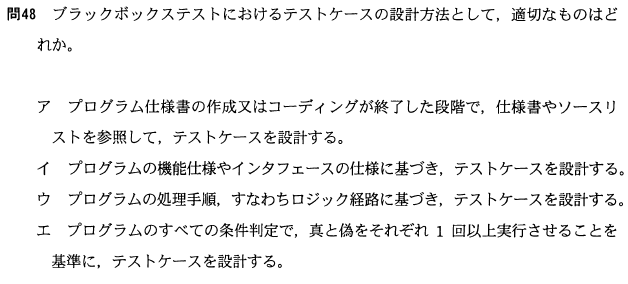 問48　ブラックボックステストにおけるテストケースの設計方法として，適切なものはど
れか。
ア　プログラム仕様書の作成又はコーディングが終了した段階で，仕様書やソースリ
ストを参照して，テストケースを設計する。
イ　プログラムの機能仕様やインタフェースの仕様に基づき，テストケースを設計する。
ウ　プログラムの処理手順，すなわちロジック経路に基づき，テストケースを設計する。
エ　プログラムのすべての条件判定で，真と偽をそれぞれ 1 回以上実行させることを
基準に，テストケースを設計する。